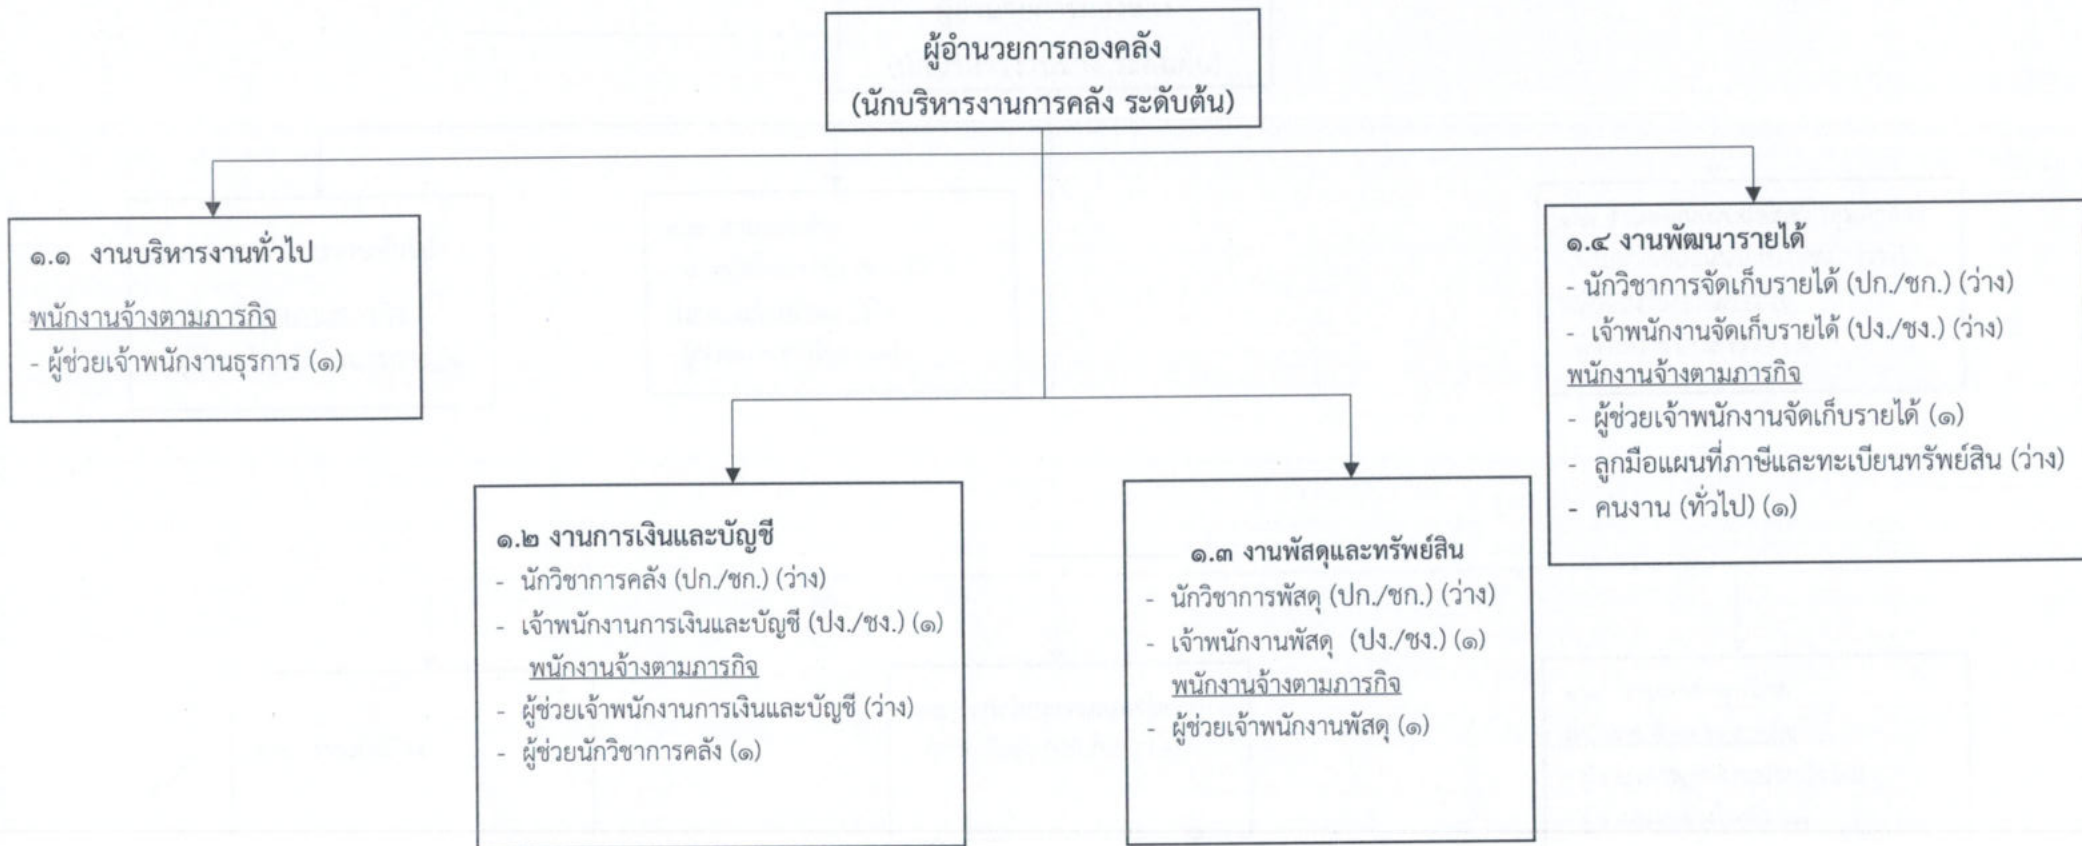 ผู้อำนวยการกองคลัง
(นักบริหารงานการคลัง ระดับต้น)
๑.๑ งานบริหารงานทั่วไป
พนักงานจ้างตามภารกิจ
- ผู้ช่วยเจ้าพนักงานธุรการ (๑)
๑.๒ งานการเงินและบัญชี
- นักวิชาการคลัง (ปก./ชก.) (ว่าง)
- เจ้าพนักงานการเงินและบัญชี (ปง./ชง.) (๑)
พนักงานจ้างตามภารกิจ
- ผู้ช่วยเจ้าพนักงานการเงินและบัญชี (ว่าง)
- ผู้ช่วยนักวิชาการคลัง (๑)
๑.๓ งานพัสดุและทรัพย์สิน
- นักวิชาการพัสดุ (ปก./ชก.) (ว่าง)
- เจ้าพนักงานพัสดุ (ปง./ชง.) (๑)
พนักงานจ้างตามภารกิจ
- ผู้ช่วยเจ้าพนักงานพัสดุ (๑)
๑.๔ งานพัฒนารายได้
- นักวิชาการจัดเก็บรายได้ (ปก./ชก.) (ว่าง)
- เจ้าพนักงานจัดเก็บรายได้ (ปง./ชง.) (ว่าง)
พนักงานจ้างตามภารกิจ
- ผู้ช่วยเจ้าพนักงานจัดเก็บรายได้ (๑)
- ลูกมือแผนที่ภาษีและทะเบียนทรัพย์สิน (ว่าง)
- คนงาน (ทั่วไป) (๑)